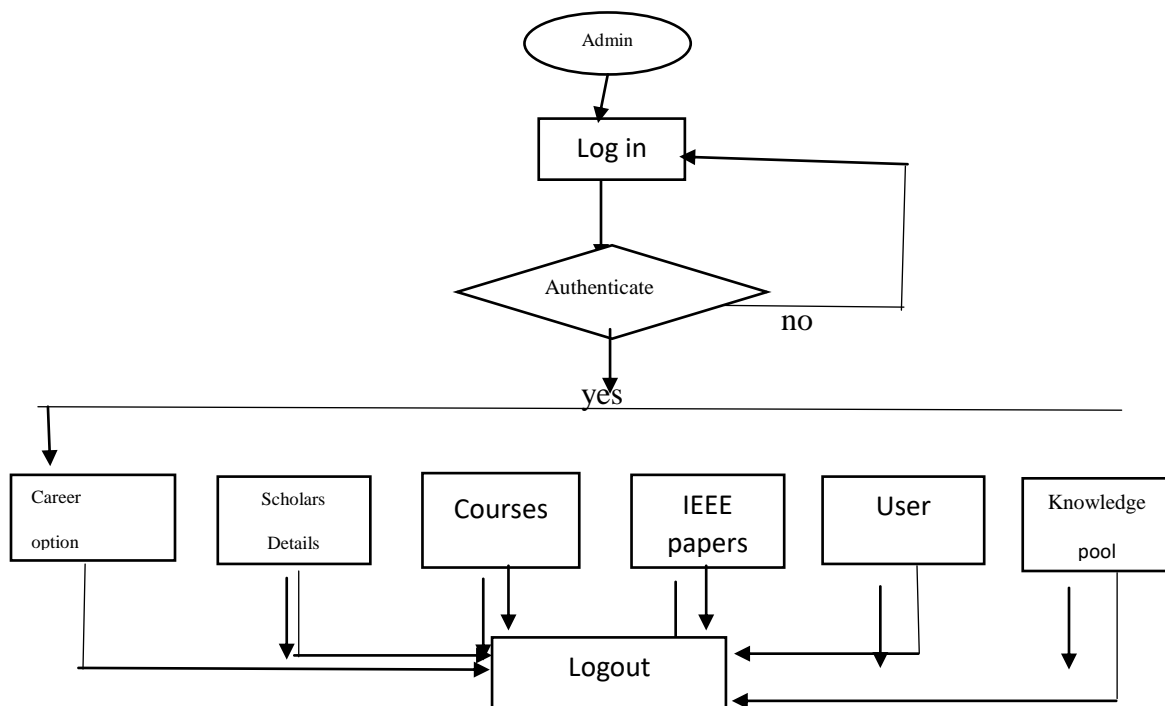 Admin
Log in
Authenticate
no
yes
Career
option
Scholars
Details
Courses
IEEE
papers
User
Knowledge
pool
Logout